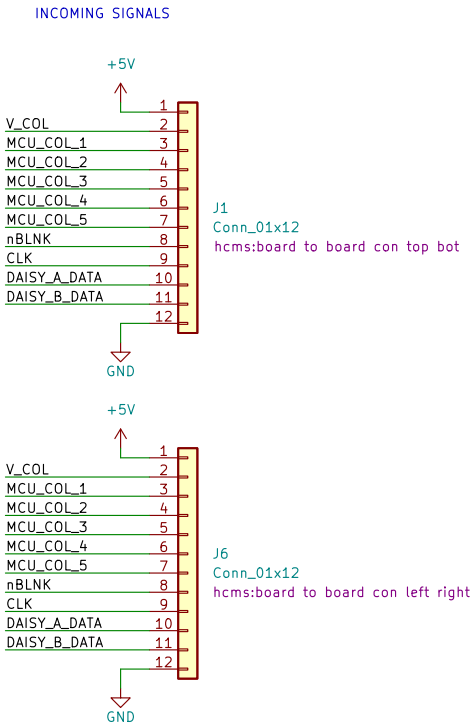 INCOMING SIGNALS
+5V
1
V_COL 2
MCU_COL_1 3
MCU_COL_2 4
MCU_COL_3 5
MCU_COL_4 6
MCU_COL_5 7
nBLNK 8
CLK 9
DAISY_A_DATA 10
DAISY_B_DATA 11
12
J1
Conn_01x12
hcms:board to board con top bot
GND
+5V
1
V_COL 2
MCU_COL_1 3
MCU_COL_2 4
MCU_COL_3 5
MCU_COL_4 6
MCU_COL_5 7
nBLNK 8
CLK 9
DAISY_A_DATA 10
DAISY_B_DATA 11
12
J6
Conn_01x12
hcms:board to board con left right
GND